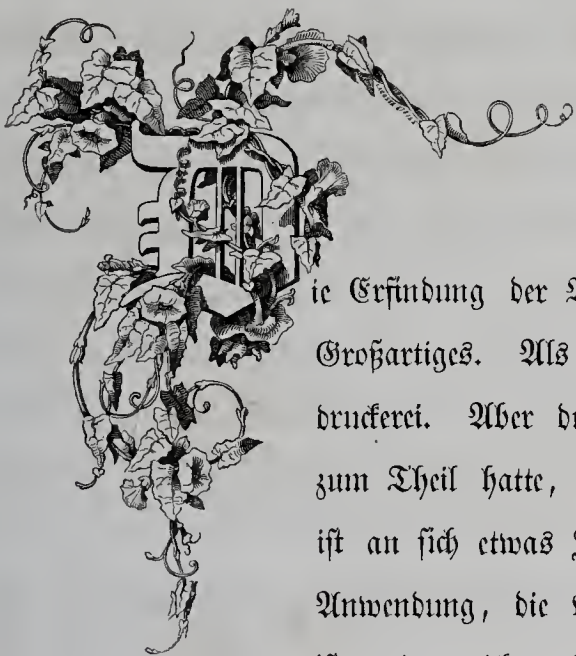 Die Erfindung der
Großartiges. Als
druckerei. Aber
zum Theil hatte,
ist an sich etwas
Anwendung, die